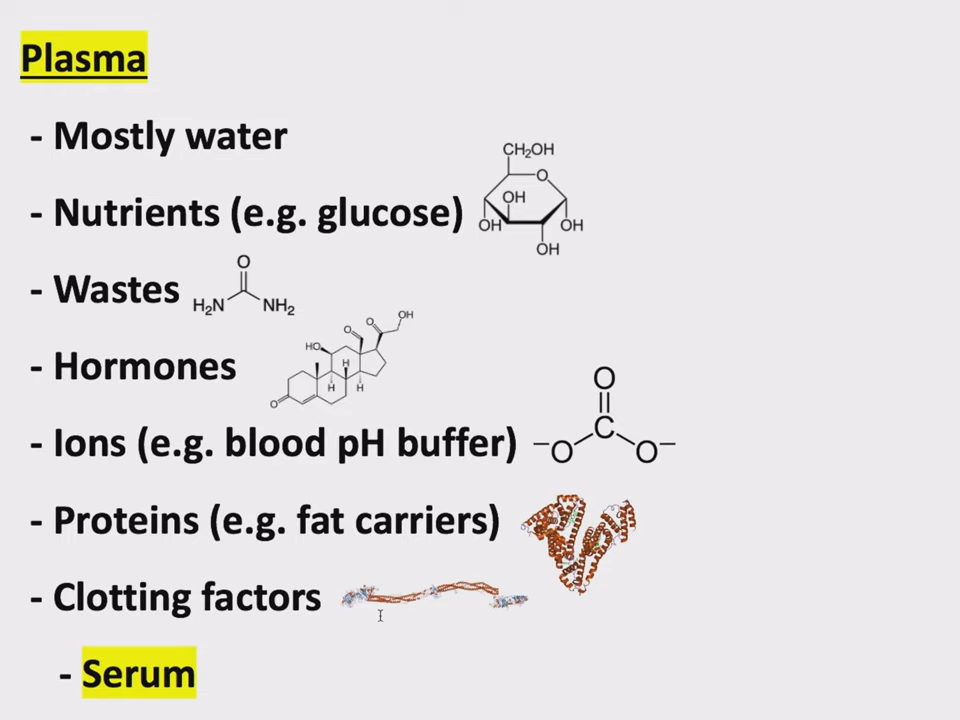 Plasma
- Mostly water
- Nutrients (e.g. glucose)
CH₂OH
O
OH
OH
OH
OH
- Wastes
O
H₂N
NH₂
- Hormones
OH
O
O
HO
H
H
H
O
- Ions (e.g. blood pH buffer)
O
C
⁻O
O⁻
- Proteins (e.g. fat carriers)
- Clotting factors
- Serum